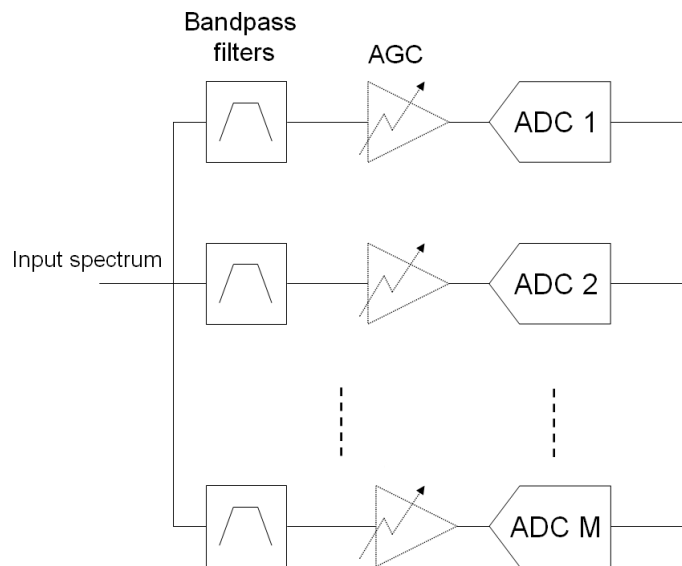 Bandpass
filters
AGC
ADC 1
Input spectrum
ADC 2
ADC M